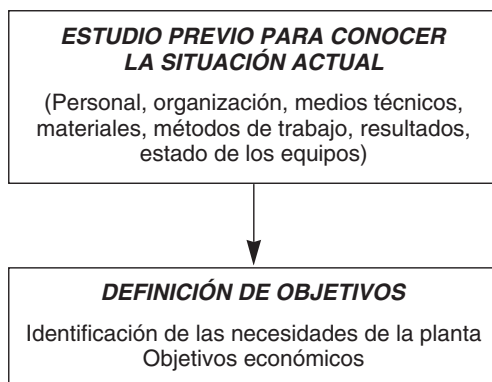 ESTUDIO PREVIO PARA CONOCER
LA SITUACIÓN ACTUAL
(Personal, organización, medios técnicos,
materiales, métodos de trabajo, resultados,
estado de los equipos)
DEFINICIÓN DE OBJETIVOS
Identificación de las necesidades de la planta
Objetivos económicos